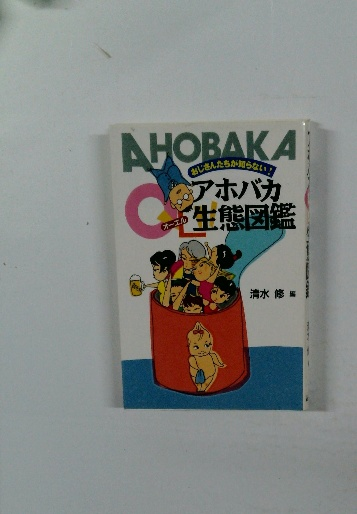 AHOBAKA
おじさんたちが知らない!
OL
オーエル
アホバカ
生態図鑑
清水 修 編